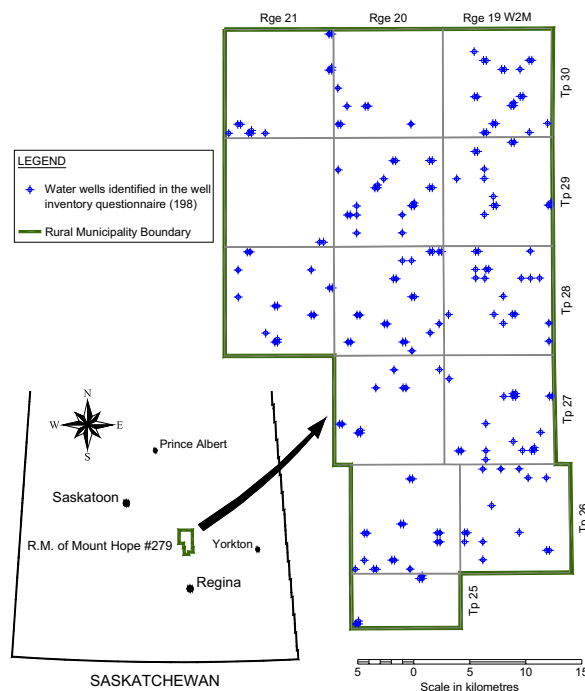 Rge 21 Rge 20 Rge 19 W2M
Tp 30
Tp 29
Tp 28
Tp 27
Tp 26
Tp 25
LEGEND
Water wells identified in the well
inventory questionnaire (198)
Rural Municipality Boundary
N
W E
S
Prince Albert
Saskatoon
R.M. of Mount Hope #279
Yorkton
Regina
SASKATCHEWAN
5 0 5 10 15
Scale in kilometres